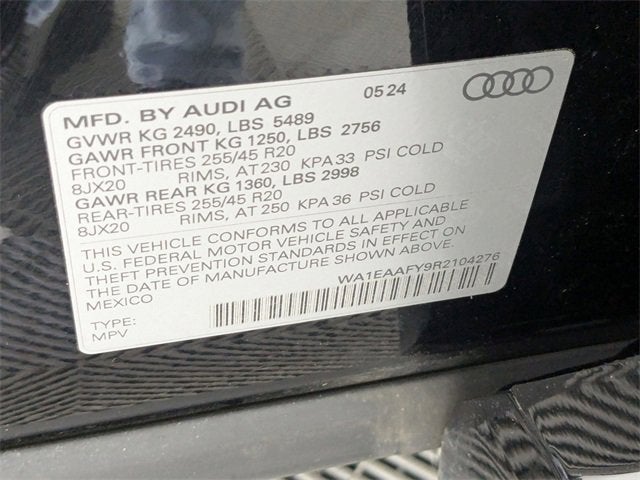 MFD. BY AUDI AG 05 24
GVWR KG 2490, LBS 5489
GAWR FRONT KG 1250, LBS 2756
FRONT-TIRES 255/45 R20
8JX20 RIMS, AT 230 KPA 33 PSI COLD
GAWR REAR KG 1360, LBS 2998
REAR-TIRES 255/45 R20
8JX20 RIMS, AT 250 KPA 36 PSI COLD
THIS VEHICLE CONFORMS TO ALL APPLICABLE
U.S. FEDERAL MOTOR VEHICLE SAFETY AND
THEFT PREVENTION STANDARDS IN EFFECT ON
THE DATE OF MANUFACTURE SHOWN ABOVE.
MEXICO WA1EAAFY9R2104276
TYPE:
MPV